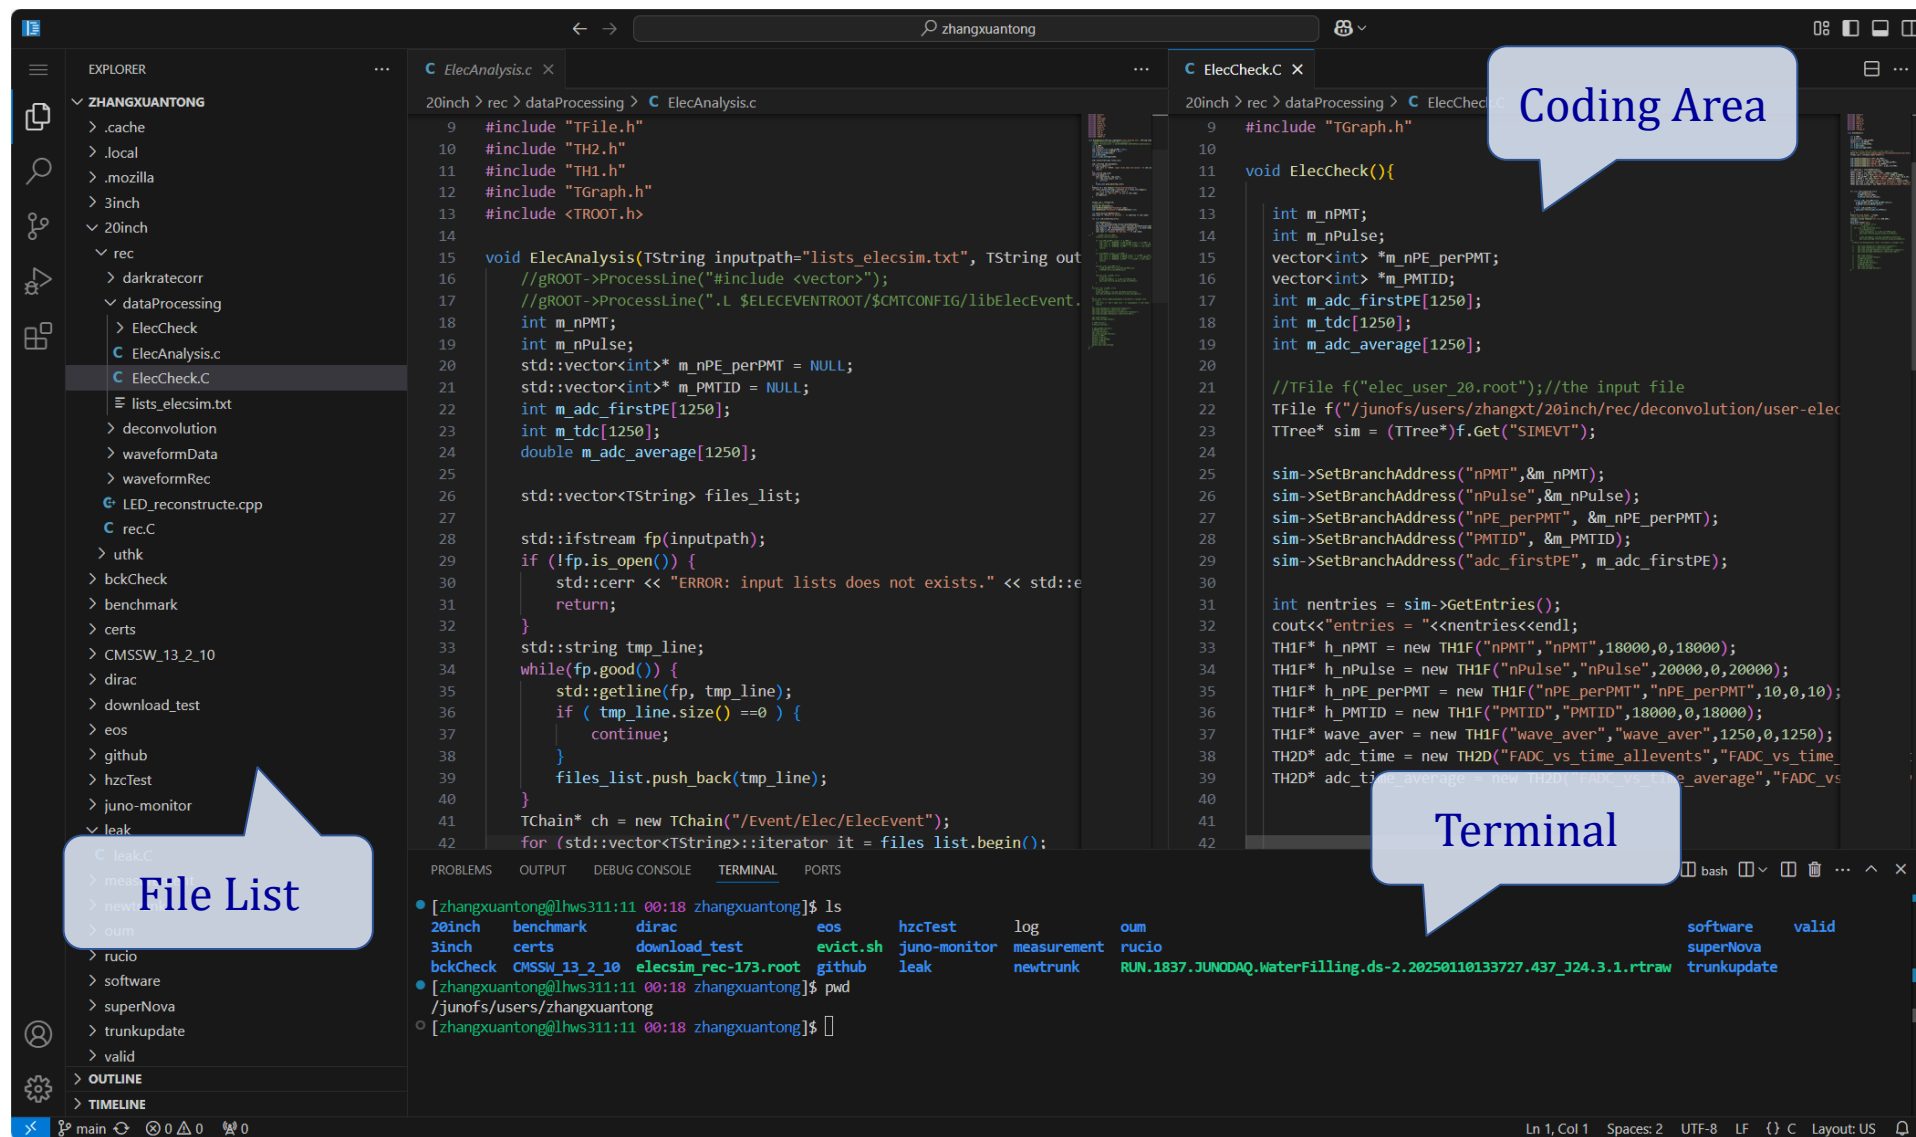 zhangxuantong
EXPLORER
ZHANGXUANTONG
.cache
.local
.mozilla
3inch
20inch
rec
darkratecorr
dataProcessing
ElecCheck
ElecAnalysis.c
ElecCheck.C
lists_elecsim.txt
deconvolution
waveformData
waveformRec
LED_reconstructe.cpp
rec.C
uthk
bckCheck
benchmark
certs
CMSSW_13_2_10
dirac
download_test
eos
github
hzcTest
juno-monitor
leak
leak.C
File List
oum
rucio
software
superNova
trunkupdate
valid
OUTLINE
TIMELINE
ElecAnalysis.c
20inch > rec > dataProcessing > C ElecAnalysis.c
9 #include "TFile.h"
10 #include "TH2.h"
11 #include "TH1.h"
12 #include "TGraph.h"
13 #include <TROOT.h>
14
15 void ElecAnalysis(TString inputpath="lists_elecsim.txt", TString out
16 //gROOT->ProcessLine("#include <vector>");
17 //gROOT->ProcessLine(".L $ELECEVENTROOT/$CMTCONFIG/libElecEvent.
18 int m_nPMT;
19 int m_nPulse;
20 std::vector<int>* m_nPE_perPMT = NULL;
21 std::vector<int>* m_PMTID = NULL;
22 int m_adc_firstPE[1250];
23 int m_tdc[1250];
24 double m_adc_average[1250];
25
26 std::vector<TString> files_list;
27
28 std::ifstream fp(inputpath);
29 if (!fp.is_open()) {
30 std::cerr << "ERROR: input lists does not exists." << std::e
31 return;
32 }
33 std::string tmp_line;
34 while(fp.good()) {
35 std::getline(fp, tmp_line);
36 if ( tmp_line.size() ==0 ) {
37 continue;
38 }
39 files_list.push_back(tmp_line);
40 }
41 TChain* ch = new TChain("/Event/Elec/ElecEvent");
42 for (std::vector<TString>::iterator it = files_list.begin();
ElecCheck.C
20inch > rec > dataProcessing > C ElecCheck.C
Coding Area
9 #include "TGraph.h"
10
11 void ElecCheck(){
12
13 int m_nPMT;
14 int m_nPulse;
15 vector<int> *m_nPE_perPMT;
16 vector<int> *m_PMTID;
17 int m_adc_firstPE[1250];
18 int m_tdc[1250];
19 int m_adc_average[1250];
20
21 //TFile f("elec_user_20.root");//the input file
22 TFile f("/junofs/users/zhangxt/20inch/rec/deconvolution/user-elec
23 TTree* sim = (TTree*)f.Get("SIMEVT");
24
25 sim->SetBranchAddress("nPMT",&m_nPMT);
26 sim->SetBranchAddress("nPulse",&m_nPulse);
27 sim->SetBranchAddress("nPE_perPMT", &m_nPE_perPMT);
28 sim->SetBranchAddress("PMTID", &m_PMTID);
29 sim->SetBranchAddress("adc_firstPE", m_adc_firstPE);
30
31 int nentries = sim->GetEntries();
32 cout<<"entries = "<<nentries<<endl;
33 TH1F* h_nPMT = new TH1F("nPMT","nPMT",18000,0,18000);
34 TH1F* h_nPulse = new TH1F("nPulse","nPulse",20000,0,20000);
35 TH1F* h_nPE_perPMT = new TH1F("nPE_perPMT","nPE_perPMT",10,0,10);
36 TH1F* h_PMTID = new TH1F("PMTID","PMTID",18000,0,18000);
37 TH1F* wave_aver = new TH1F("wave_aver","wave_aver",1250,0,1250);
38 TH2D* adc_time = new TH2D("FADC_vs_time_allevents","FADC_vs_time_
39 TH2D* adc_time_average = new TH2D("FADC_vs_time_average","FADC_vs
40
41
42
Terminal
PROBLEMS OUTPUT DEBUG CONSOLE TERMINAL PORTS bash
[zhangxuantong@lhws311:11 00:18 zhangxuantong]$ ls
20inch benchmark dirac eos hzcTest log oum software valid
3inch certs download_test evict.sh juno-monitor measurement rucio superNova
bckCheck CMSSW_13_2_10 elecsim_rec-173.root github leak newtrunk RUN.1837.JUNODAQ.WaterFilling.ds-2.20250110133727.437_J24.3.1.rtraw trunkupdate
[zhangxuantong@lhws311:11 00:18 zhangxuantong]$ pwd
/junofs/users/zhangxuantong
[zhangxuantong@lhws311:11 00:18 zhangxuantong]$
main 0 0 0 Ln 1, Col 1 Spaces: 2 UTF-8 LF {} C Layout: US